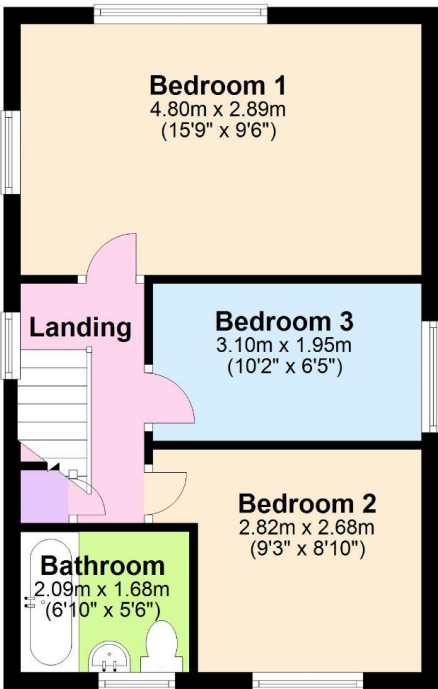 Bedroom 1
4.80m x 2.89m
(15'9" x 9'6")
Landing
Bedroom 3
3.10m x 1.95m
(10'2" x 6'5")
Bedroom 2
2.82m x 2.68m
(9'3" x 8'10")
Bathroom
2.09m x 1.68m
(6'10" x 5'6")